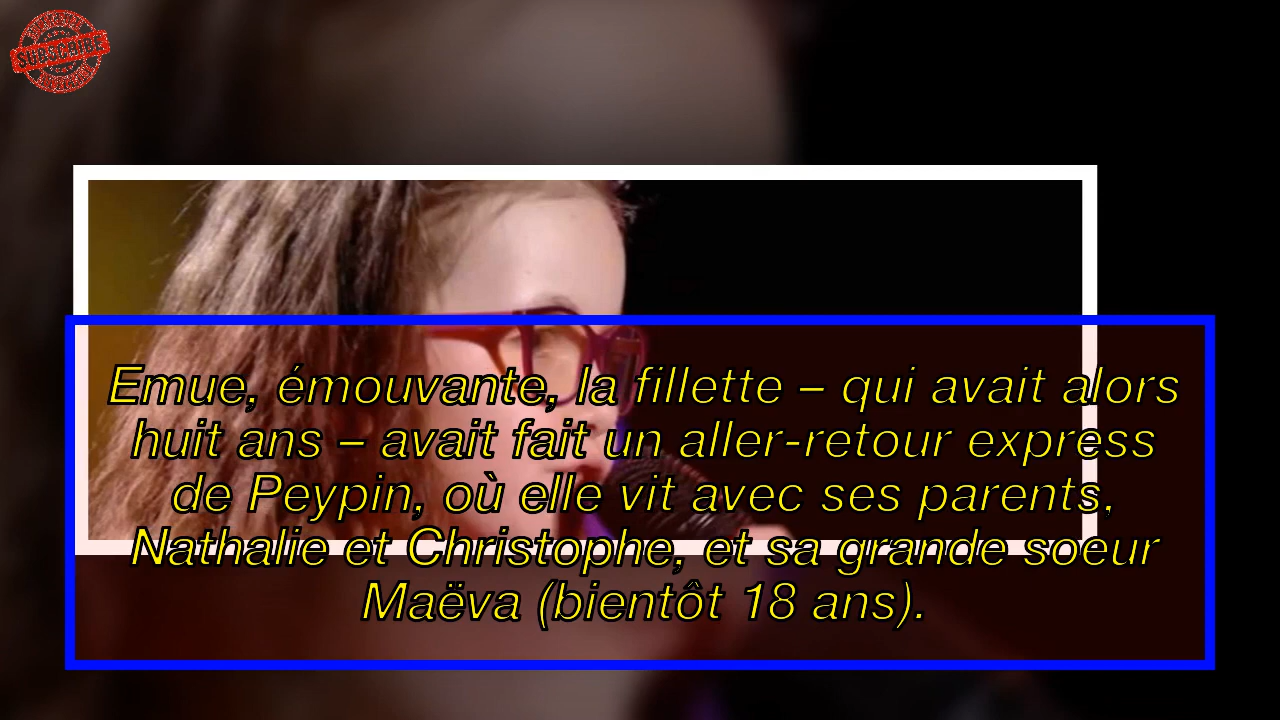 SUBSCRIBE
Emue, émouvante, la fillette – qui avait alors
huit ans – avait fait un aller-retour express
de Peypin, où elle vit avec ses parents,
Nathalie et Christophe, et sa grande soeur
Maëva (bientôt 18 ans).